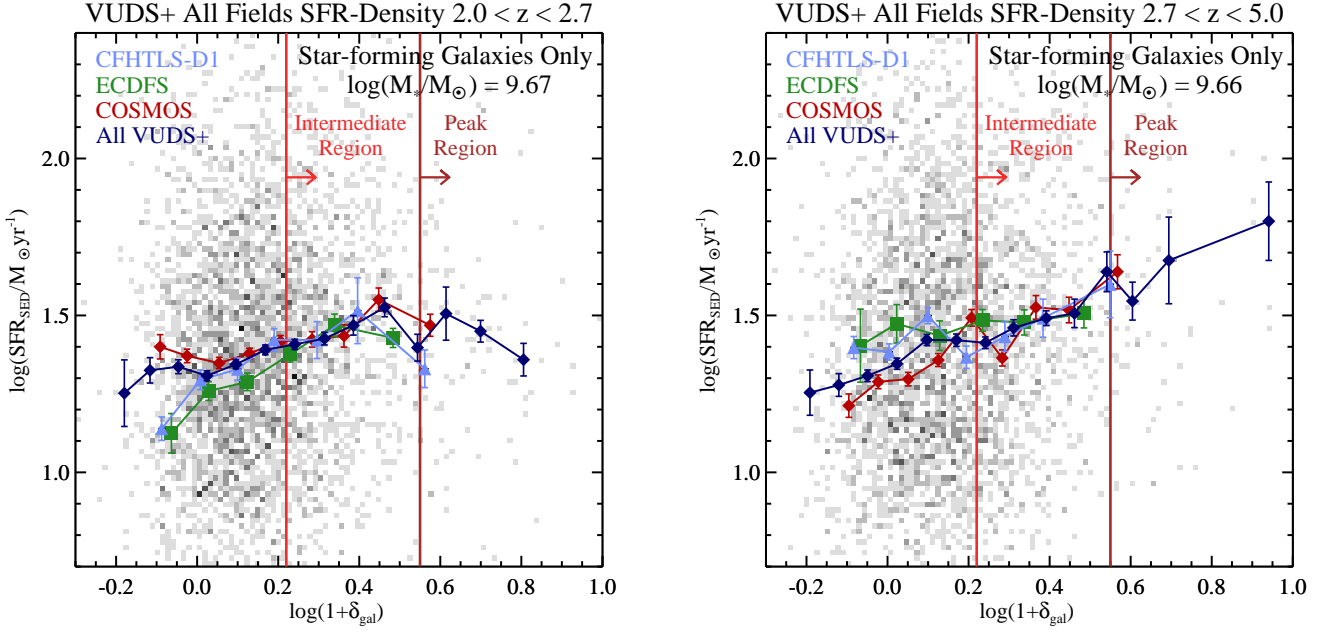 VUDS+ All Fields SFR-Density 2.0 < z < 2.7
CFHTLS-D1
ECDFS
COSMOS
All VUDS+
Star-forming Galaxies Only
log(M*/M☉) = 9.67
Intermediate
Region
Peak
Region
2.0
1.5
1.0
log(SFR_SED/M☉yr⁻¹)
-0.2 0.0 0.2 0.4 0.6 0.8 1.0
log(1+δ_gal)
VUDS+ All Fields SFR-Density 2.7 < z < 5.0
CFHTLS-D1
ECDFS
COSMOS
All VUDS+
Star-forming Galaxies Only
log(M*/M☉) = 9.66
Intermediate
Region
Peak
Region
2.0
1.5
1.0
log(SFR_SED/M☉yr⁻¹)
-0.2 0.0 0.2 0.4 0.6 0.8 1.0
log(1+δ_gal)